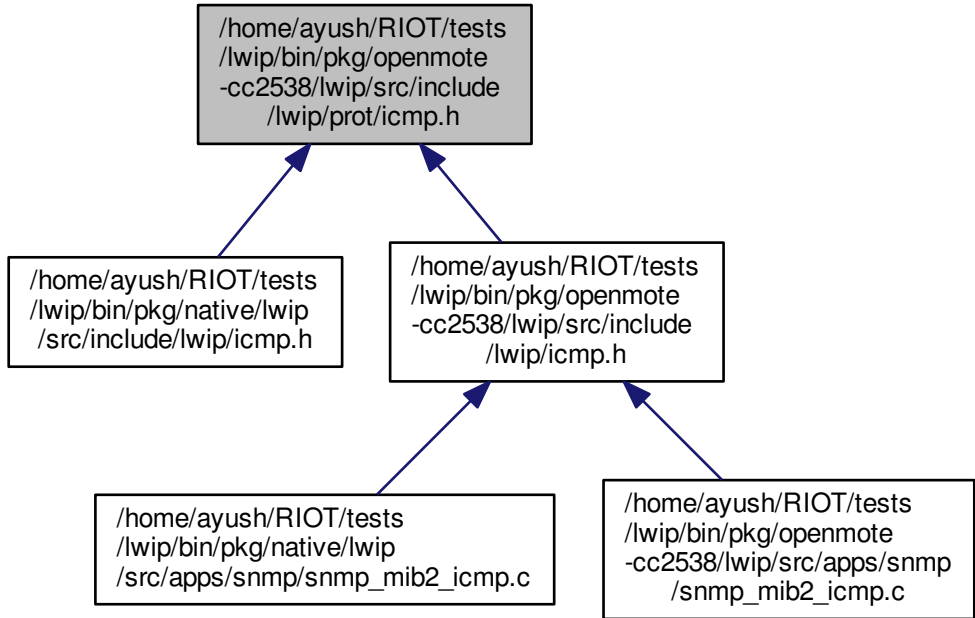 /home/ayush/RIOT/tests
/lwip/bin/pkg/openmote
-cc2538/lwip/src/include
/lwip/prot/icmp.h
/home/ayush/RIOT/tests
/lwip/bin/pkg/native/lwip
/src/include/lwip/icmp.h
/home/ayush/RIOT/tests
/lwip/bin/pkg/openmote
-cc2538/lwip/src/include
/lwip/icmp.h
/home/ayush/RIOT/tests
/lwip/bin/pkg/native/lwip
/src/apps/snmp/snmp_mib2_icmp.c
/home/ayush/RIOT/tests
/lwip/bin/pkg/openmote
-cc2538/lwip/src/apps/snmp
/snmp_mib2_icmp.c